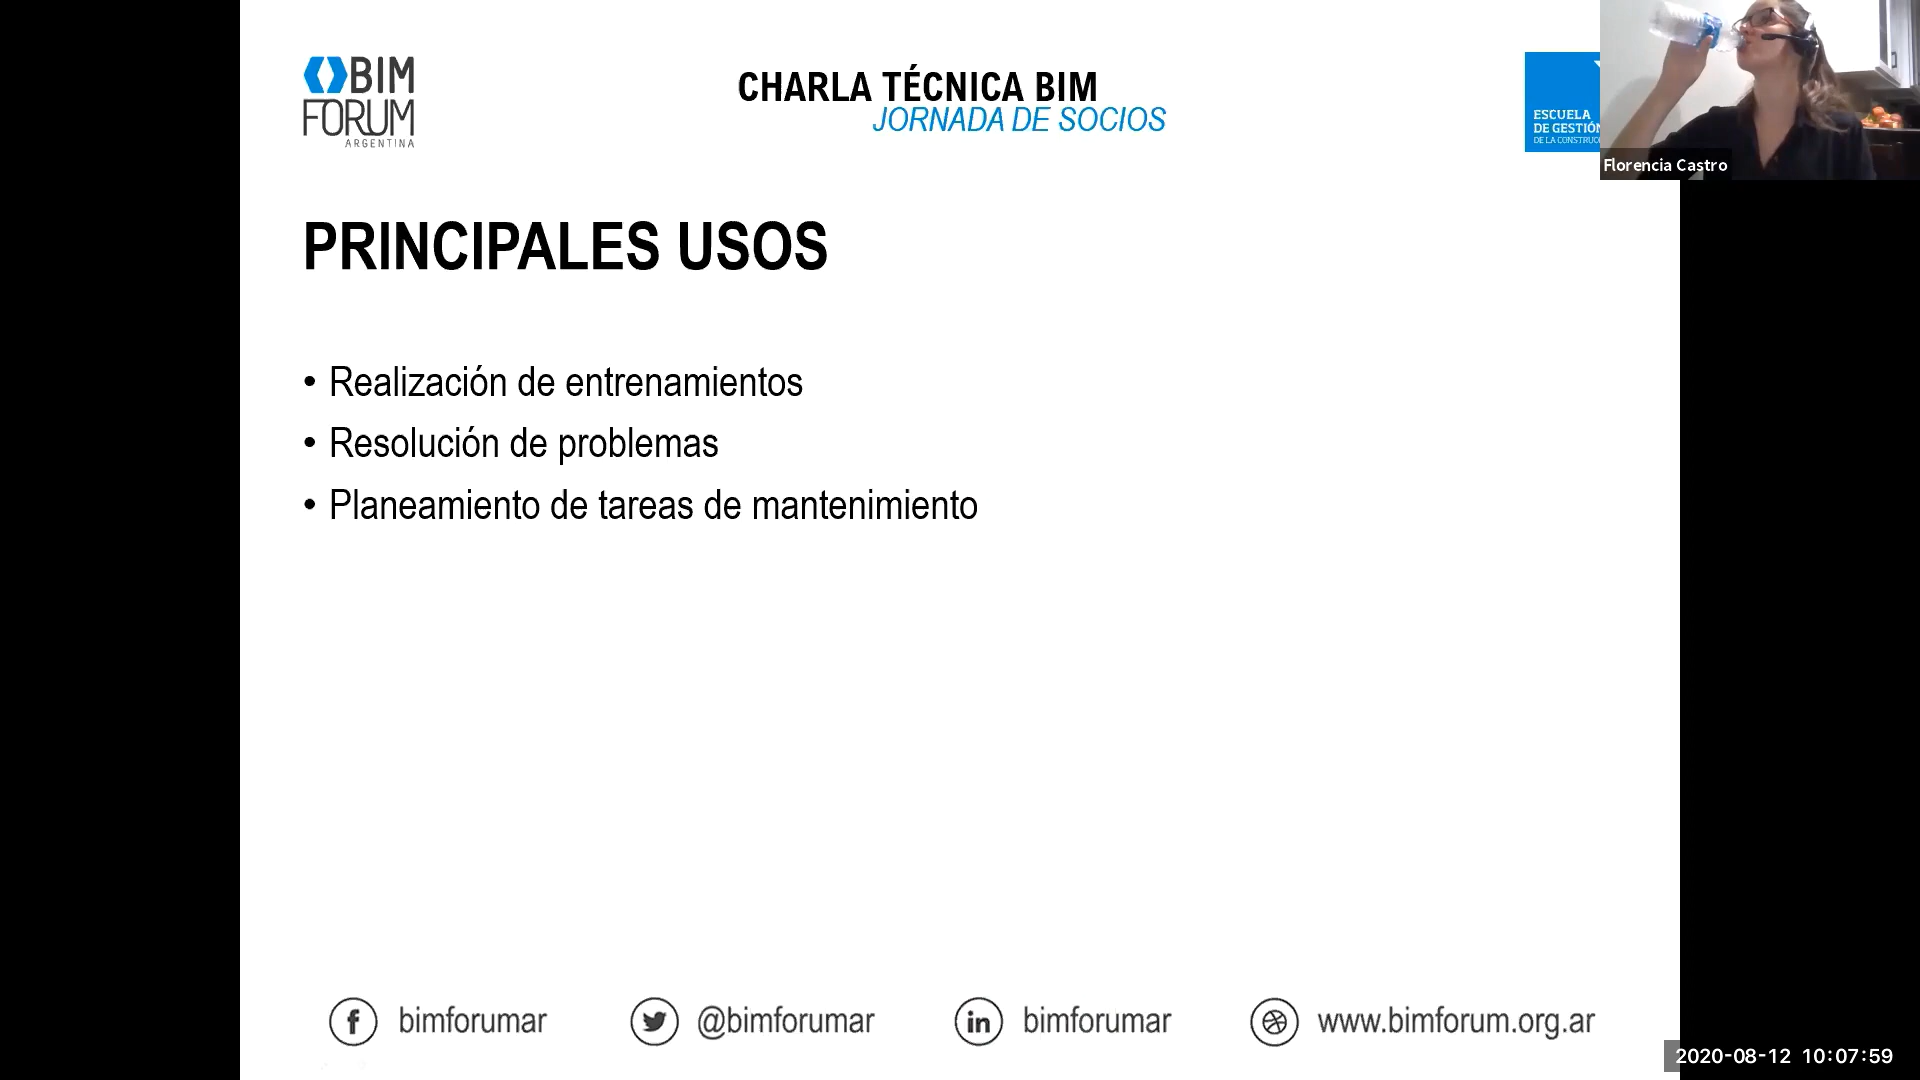 BIM
FORUM
ARGENTINA
CHARLA TÉCNICA BIM
JORNADA DE SOCIOS
ESCUELA
DE GESTIÓN
DE LA CONSTRUC
Florencia Castro
PRINCIPALES USOS
• Realización de entrenamientos
• Resolución de problemas
• Planeamiento de tareas de mantenimiento
bimforumar
@bimforumar
bimforumar
www.bimforum.org.ar
2020-08-12 10:07:59